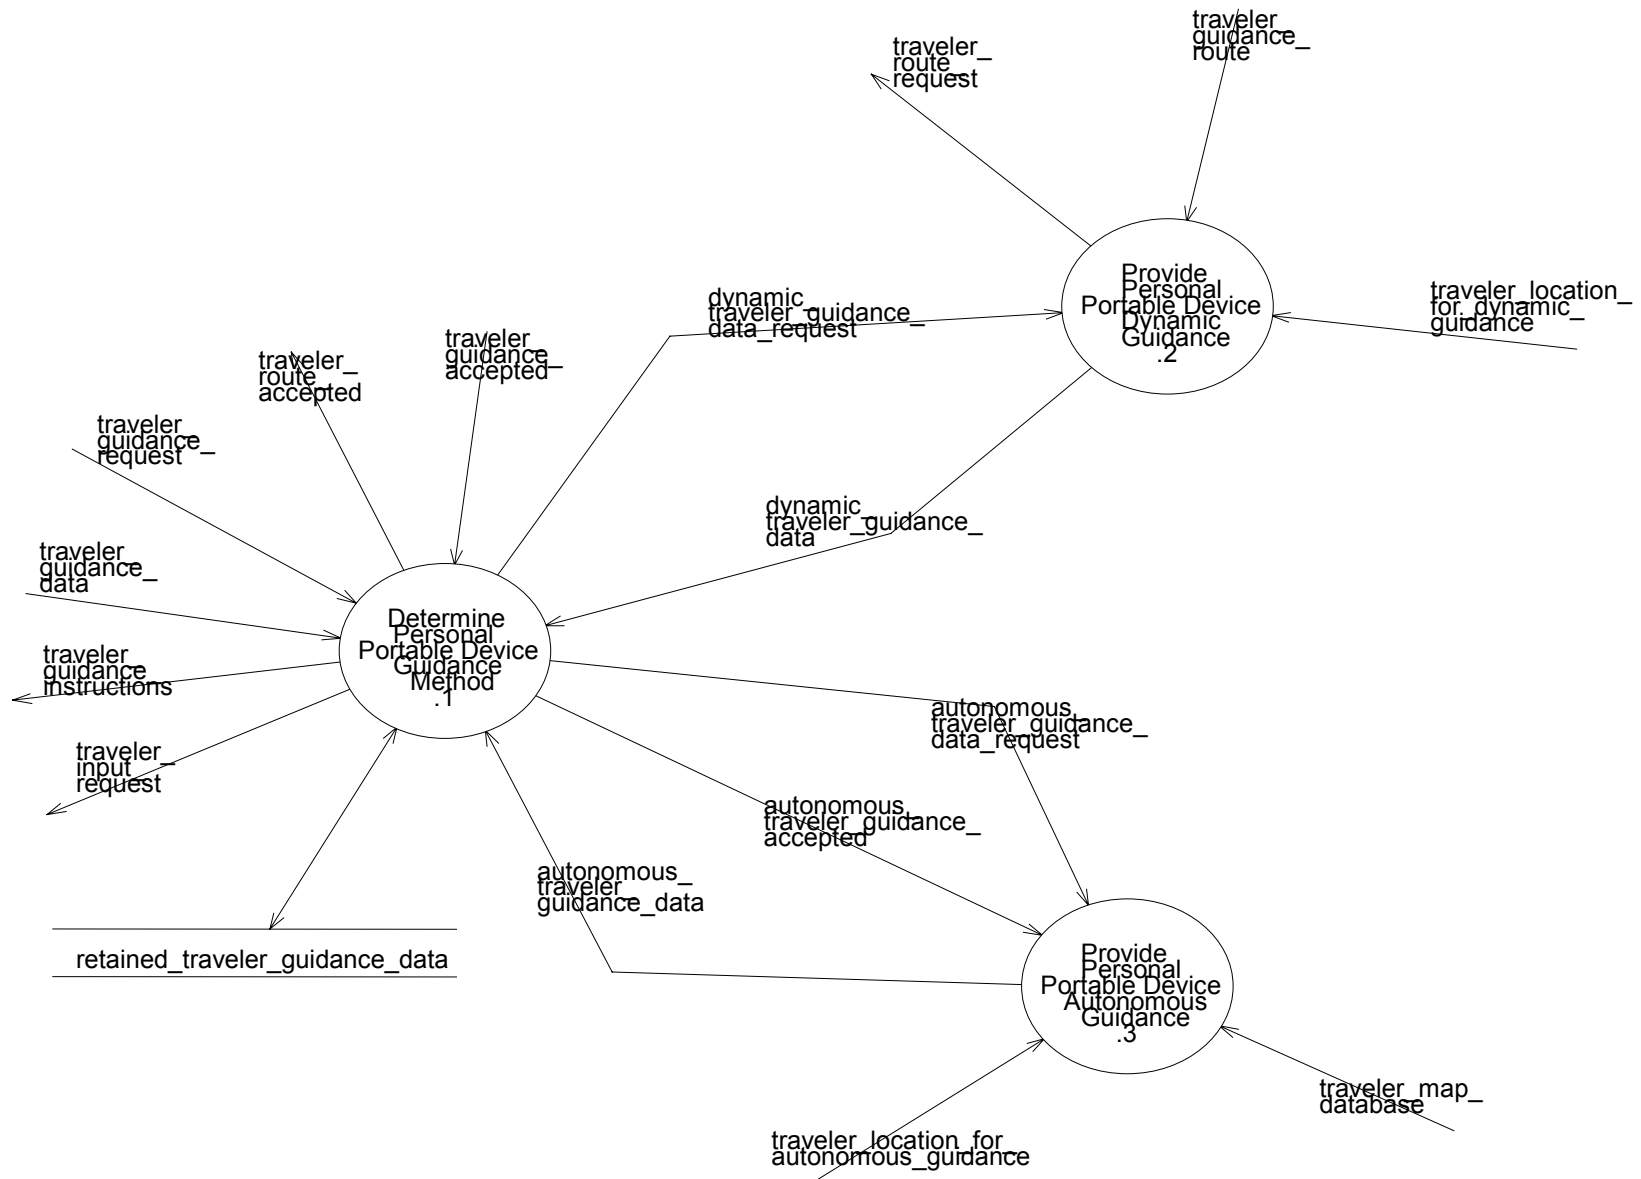 traveler_
guidance_
route
traveler_
route_
request
Provide
Personal
Portable Device
Dynamic
Guidance
.2
traveler_location_
for_dynamic_
guidance
dynamic_
traveler_guidance_
data_request
traveler_
guidance_
accepted
traveler_
route_
accepted
traveler_
guidance_
request
dynamic_
traveler_guidance_
data
traveler_
guidance_
data
Determine
Personal
Portable Device
Guidance
Method
.1
traveler_
guidance_
instructions
autonomous_
traveler_guidance_
data_request
traveler_
input_
request
autonomous_
traveler_guidance_
accepted
autonomous_
traveler_
guidance_data
retained_traveler_guidance_data
Provide
Personal
Portable Device
Autonomous
Guidance
.3
traveler_map_
database
traveler_location_for_
autonomous_guidance